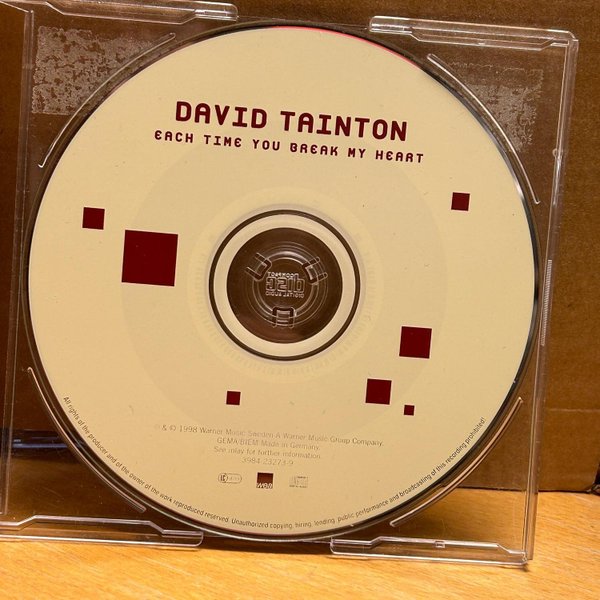 DAVID TAINTON
EACH TIME YOU BREAK MY HEART
& © 1998 Warner Music Sweden A Warner Music Group Company.
GEMA/BIEM Made in Germany.
See inlay for further information.
3984-23273-9
wea
All rights of the producer and of the owner of the work reproduced reserved. Unauthorized copying, hiring, lending, public performance and broadcasting of this recording prohibited!